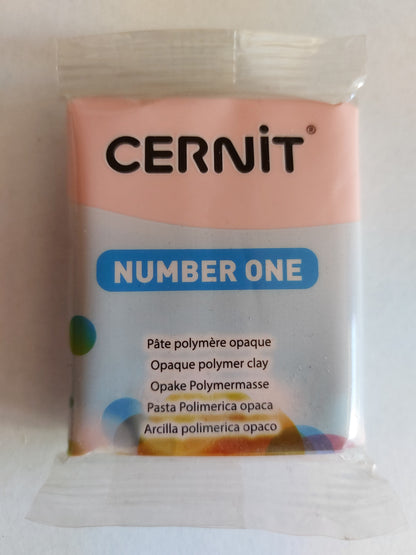 CERNiT®
NUMBER ONE
Pâte polymère opaque
Opaque polymer clay
Opake Polymermasse
Pasta Polimerica opaca
Arcilla polimerica opaco